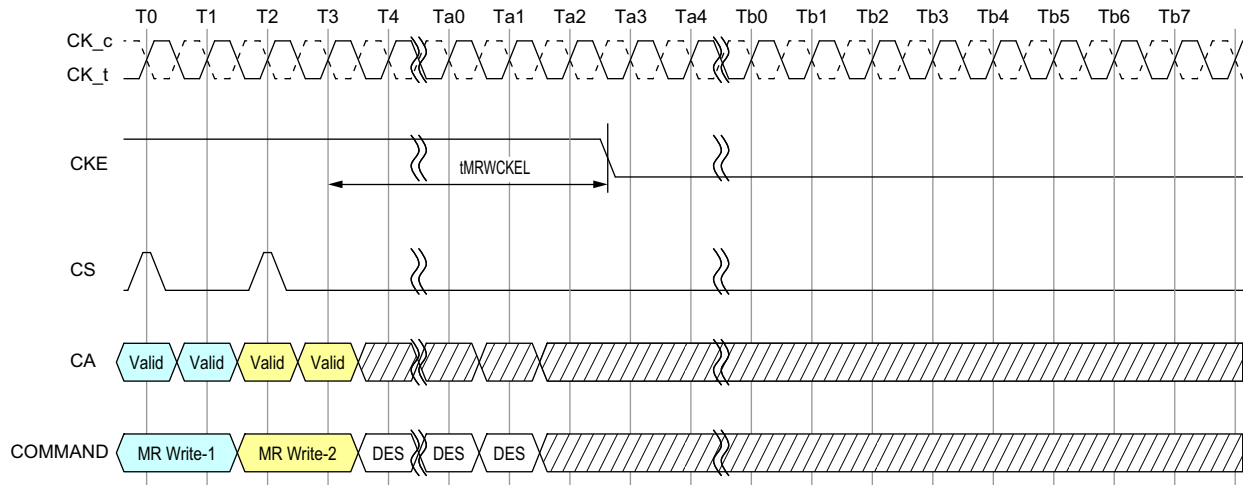 T0 T1 T2 T3 T4 Ta0 Ta1 Ta2 Ta3 Ta4 Tb0 Tb1 Tb2 Tb3 Tb4 Tb5 Tb6 Tb7
CK_c
CK_t
CKE
tMRWCKEL
CS
CA Valid Valid Valid Valid
COMMAND MR Write-1 MR Write-2 DES DES DES